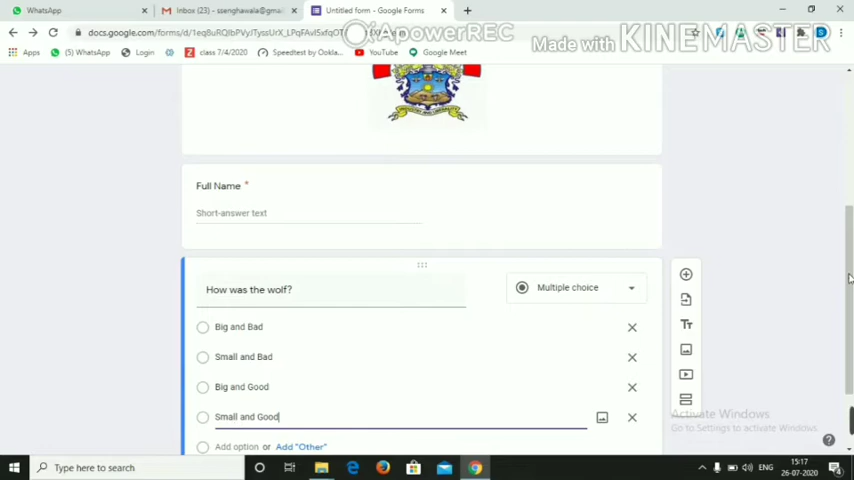 WhatsApp
Inbox (23) - ssenghawala@gmai
Untitled form - Google Forms
docs.google.com/forms/d/
ApowerREC
Made with KINEMASTER
Apps
(5) WhatsApp
Login
class 7/4/2020
Speedtest by Ookla...
YouTube
Google Meet
Full Name *
Short-answer text
How was the wolf?
Multiple choice
Big and Bad
Small and Bad
Big and Good
Small and Good
Add option or Add "Other"
Activate Windows
Go to Settings to activate Windows.
Type here to search
ENG
15:17
26-07-2020
4